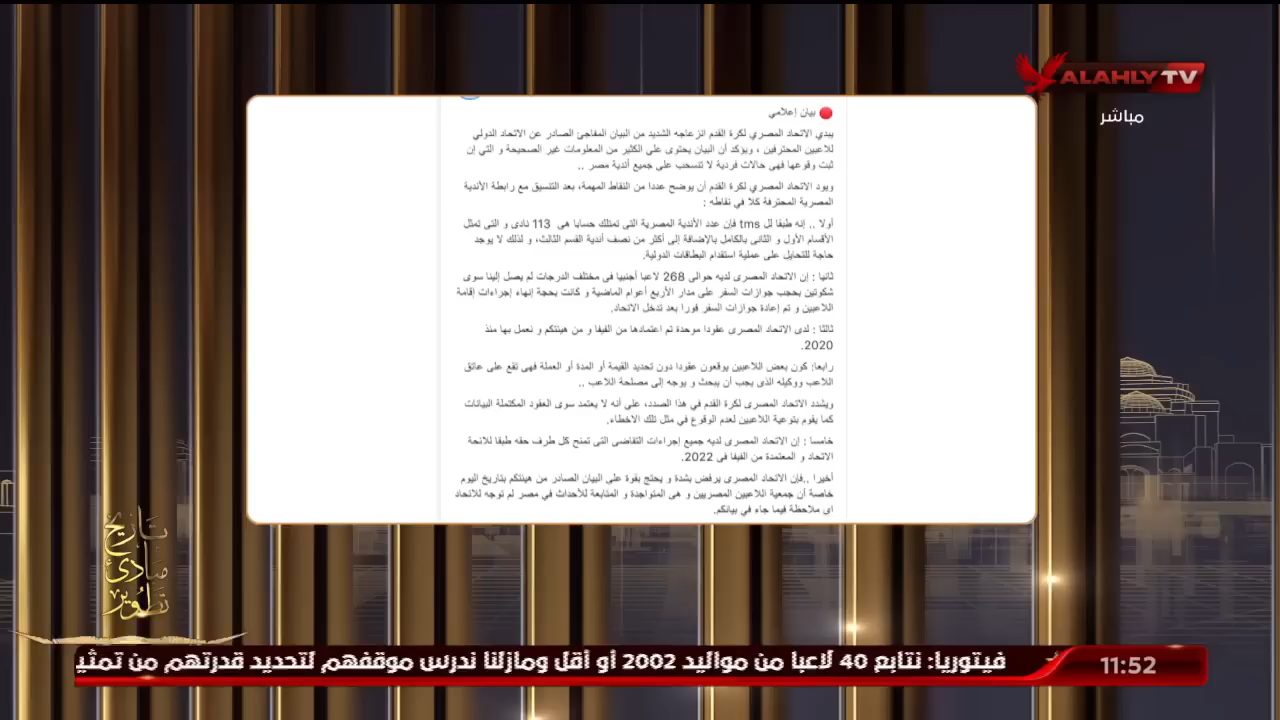 ALAHLY TV
مباشر
بيان إعلامي
يبدي الاتحاد المصري لكرة القدم انزعاجه الشديد من البيان المفاجئ الصادر عن الاتحاد الدولي
للاعبين المحترفين ، ويؤكد أن البيان يحتوى على الكثير من المعلومات غير الصحيحة و التي إن
ثبت وقوعها فهى حالات فردية لا تنسحب على جميع أندية مصر ..
ويود الاتحاد المصري لكرة القدم أن يوضح عددا من النقاط المهمة، بعد التنسيق مع رابطة الأندية
المصرية المحترفة كلا في نقاطه :
أولا .. إنه طبقا لل tms فإن عدد الأندية المصرية التى تمتلك حسابا هى 113 نادى و التى تمثل
الأقسام الأول و الثانى بالكامل بالإضافة إلى أكثر من نصف أندية القسم الثالث، و لذلك لا يوجد
حاجة للتحايل على عملية استقدام البطاقات الدولية.
ثانيا : إن الاتحاد المصرى لديه حوالى 268 لاعبا أجنبيا فى مختلف الدرجات لم يصل إلينا سوى
شكوتين بحجب جوازات السفر على مدار الأربع أعوام الماضية و كانت بحجة إنهاء إجراءات إقامة
اللاعبين و تم إعادة جوازات السفر فورا بعد تدخل الاتحاد.
ثالثا : لدى الاتحاد المصرى عقودا موحدة تم اعتمادها من الفيفا و من هيئتكم و نعمل بها منذ
2020.
رابعا: كون بعض اللاعبين يوقعون عقودا دون تحديد القيمة أو المدة أو العملة فهى تقع على عاتق
اللاعب ووكيله الذى يجب أن يبحث و يوجه إلى مصلحة اللاعب ..
ويشدد الاتحاد المصرى لكرة القدم في هذا الصدد، على أنه لا يعتمد سوى العقود المكتملة البيانات
كما يقوم بتوعية اللاعبين لعدم الوقوع في مثل تلك الاخطاء.
خامسا : إن الاتحاد المصرى لديه جميع إجراءات التقاضى التى تمنح كل طرف حقه طبقا للائحة
الاتحاد و المعتمدة من الفيفا فى 2022.
أخيرا ..فإن الاتحاد المصرى يرفض بشدة و يحتج بقوة على البيان الصادر من هيئتكم بتاريخ اليوم
خاصة أن جمعية اللاعبين المصريين و هى المتواجدة و المتابعة للأحداث في مصر لم توجه للاتحاد
اى ملاحظة فيما جاء في بيانكم.
تاريخ
مبادئ
تطوير
فيتوريا: نتابع 40 لاعبا من مواليد 2002 أو أقل ومازلنا ندرس موقفهم لتحديد قدرتهم من تمثي
11:52